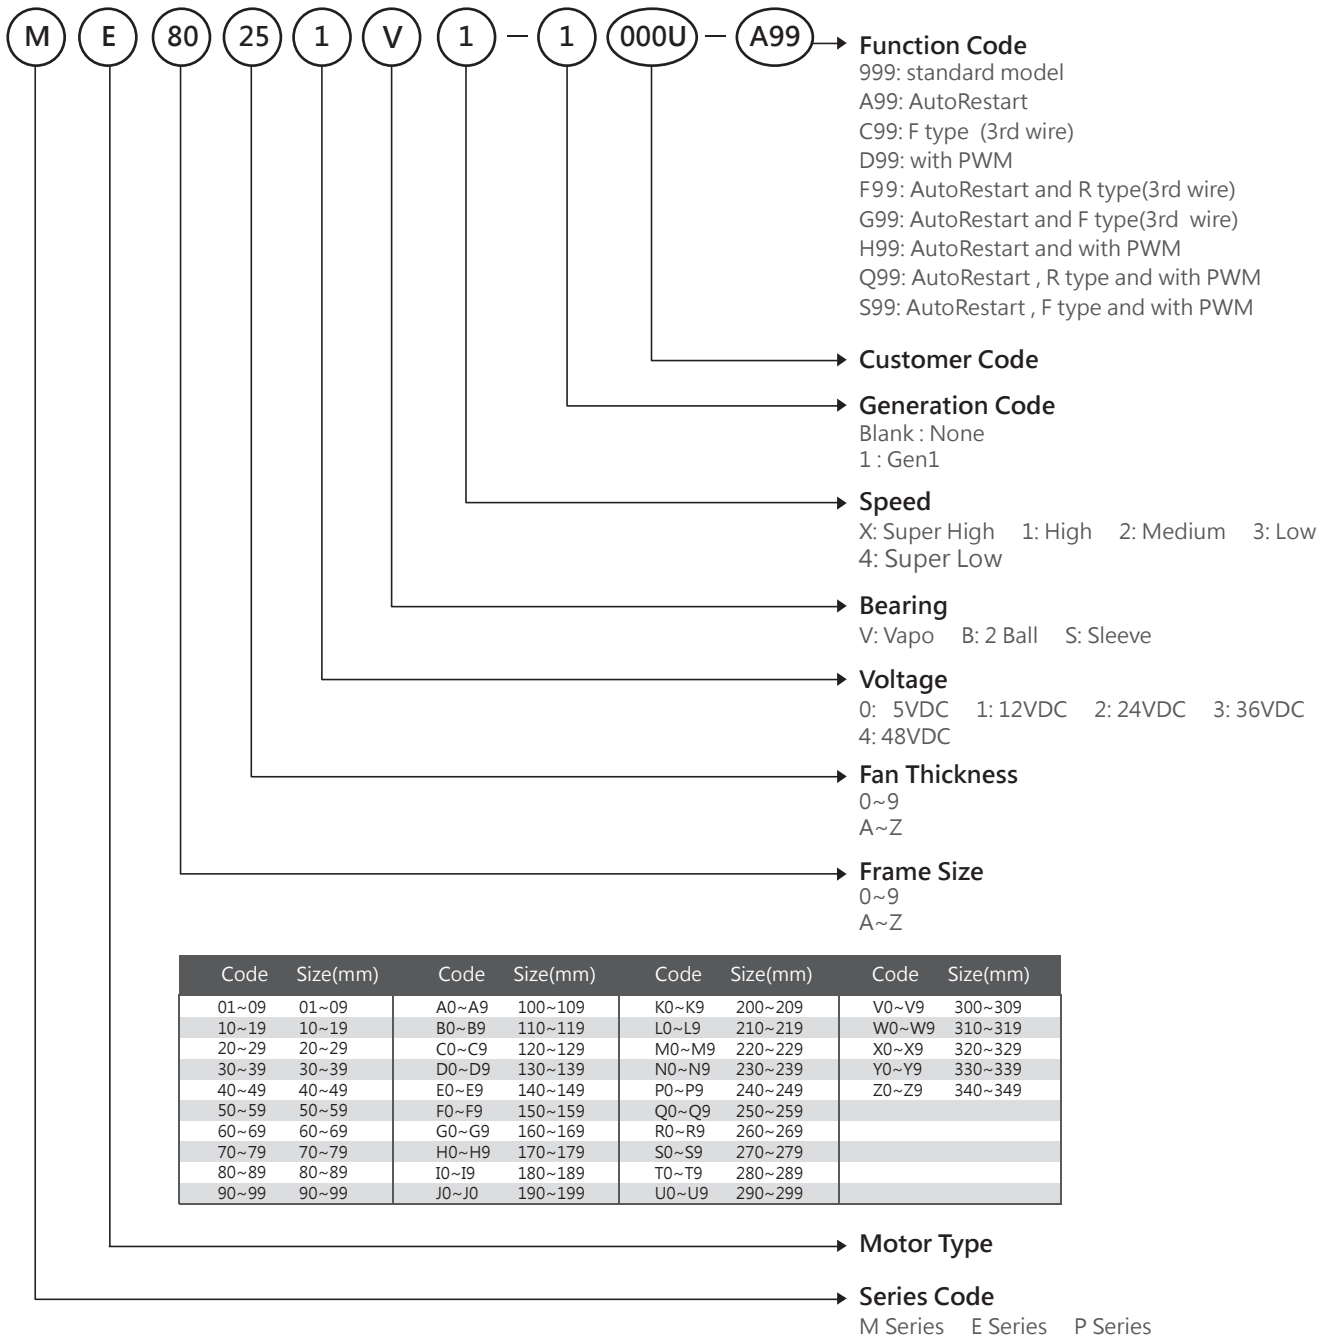 M E 80 25 1 V 1 – 1 000U – A99
Function Code
999: standard model
A99: AutoRestart
C99: F type (3rd wire)
D99: with PWM
F99: AutoRestart and R type(3rd wire)
G99: AutoRestart and F type(3rd wire)
H99: AutoRestart and with PWM
Q99: AutoRestart , R type and with PWM
S99: AutoRestart , F type and with PWM
Customer Code
Generation Code
Blank : None
1 : Gen1
Speed
X: Super High 1: High 2: Medium 3: Low
4: Super Low
Bearing
V: Vapo B: 2 Ball S: Sleeve
Voltage
0: 5VDC 1: 12VDC 2: 24VDC 3: 36VDC
4: 48VDC
Fan Thickness
0~9
A~Z
Frame Size
0~9
A~Z
Code Size(mm) Code Size(mm) Code Size(mm) Code Size(mm)
01~09 01~09 A0~A9 100~109 K0~K9 200~209 V0~V9 300~309
10~19 10~19 B0~B9 110~119 L0~L9 210~219 W0~W9 310~319
20~29 20~29 C0~C9 120~129 M0~M9 220~229 X0~X9 320~329
30~39 30~39 D0~D9 130~139 N0~N9 230~239 Y0~Y9 330~339
40~49 40~49 E0~E9 140~149 P0~P9 240~249 Z0~Z9 340~349
50~59 50~59 F0~F9 150~159 Q0~Q9 250~259
60~69 60~69 G0~G9 160~169 R0~R9 260~269
70~79 70~79 H0~H9 170~179 S0~S9 270~279
80~89 80~89 I0~I9 180~189 T0~T9 280~289
90~99 90~99 J0~J0 190~199 U0~U9 290~299
Motor Type
Series Code
M Series E Series P Series